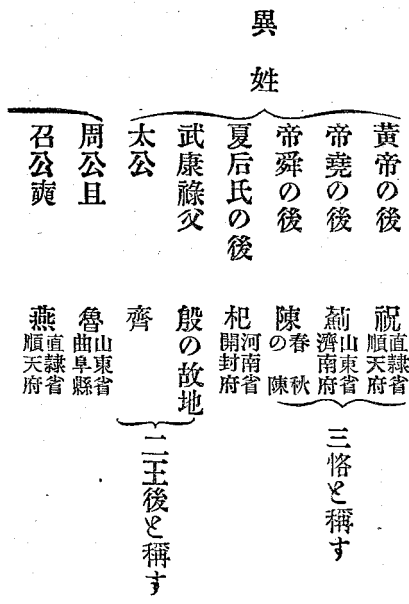 異姓
黃帝の後 祝 直隸省順天府
帝堯の後 薊 山東省濟南府
帝舜の後 陳 春秋の陳
三恪と稱す
夏后氏の後 杞 河南省開封府
武康祿父 殷の故地
二王後と稱す
太公 齊
周公旦 魯 山東省曲阜縣
召公奭 燕 直隸省順天府